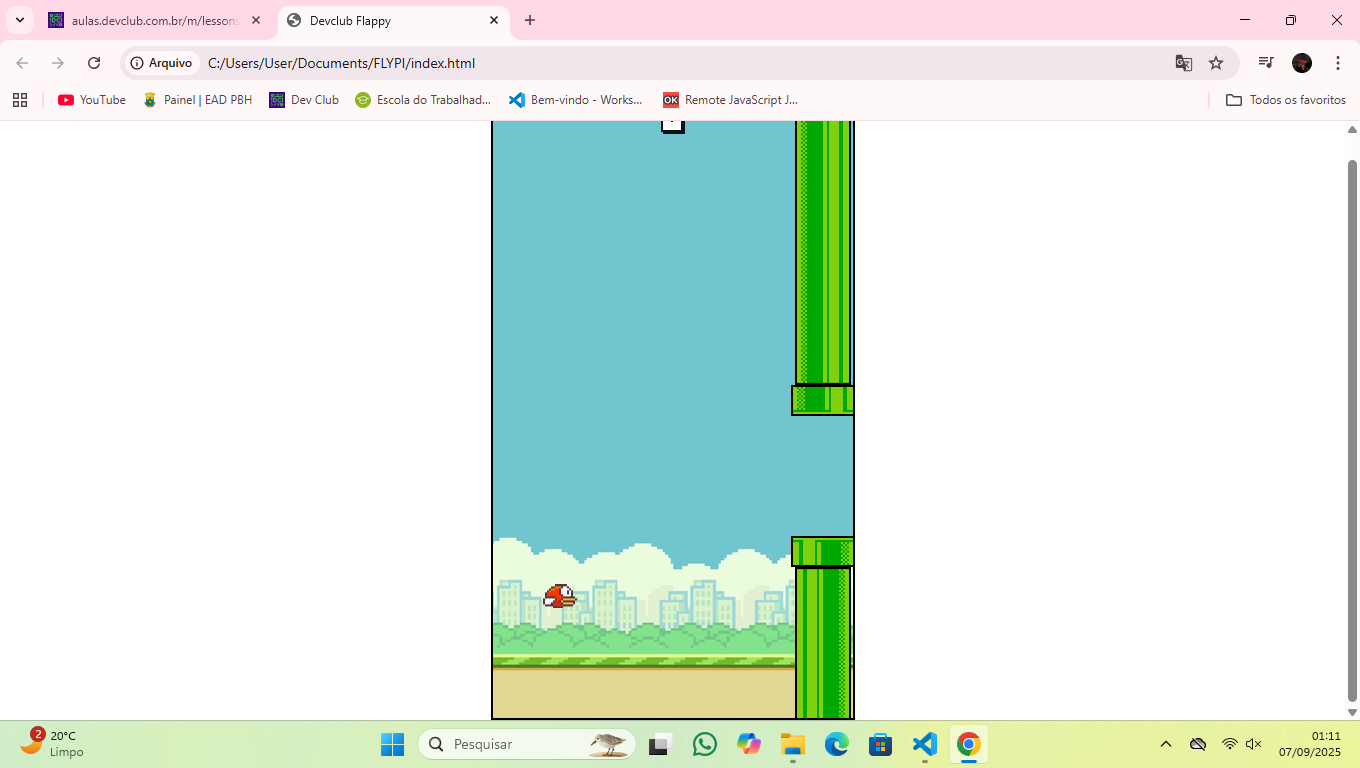 aulas.devclub.com.br/m/lessons
Devclub Flappy
Arquivo
C:/Users/User/Documents/FLYPI/index.html
YouTube
Painel | EAD PBH
Dev Club
Escola do Trabalhad...
OK
Bem-vindo - Works...
Remote JavaScript J...
Todos os favoritos
2
20°C
Limpo
Pesquisar
01:11
07/09/2025